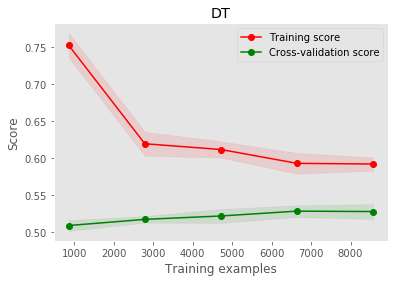 DT
Training score
Cross-validation score
0.75
0.70
0.65
0.60
0.55
0.50
Score
1000 2000 3000 4000 5000 6000 7000 8000
Training examples